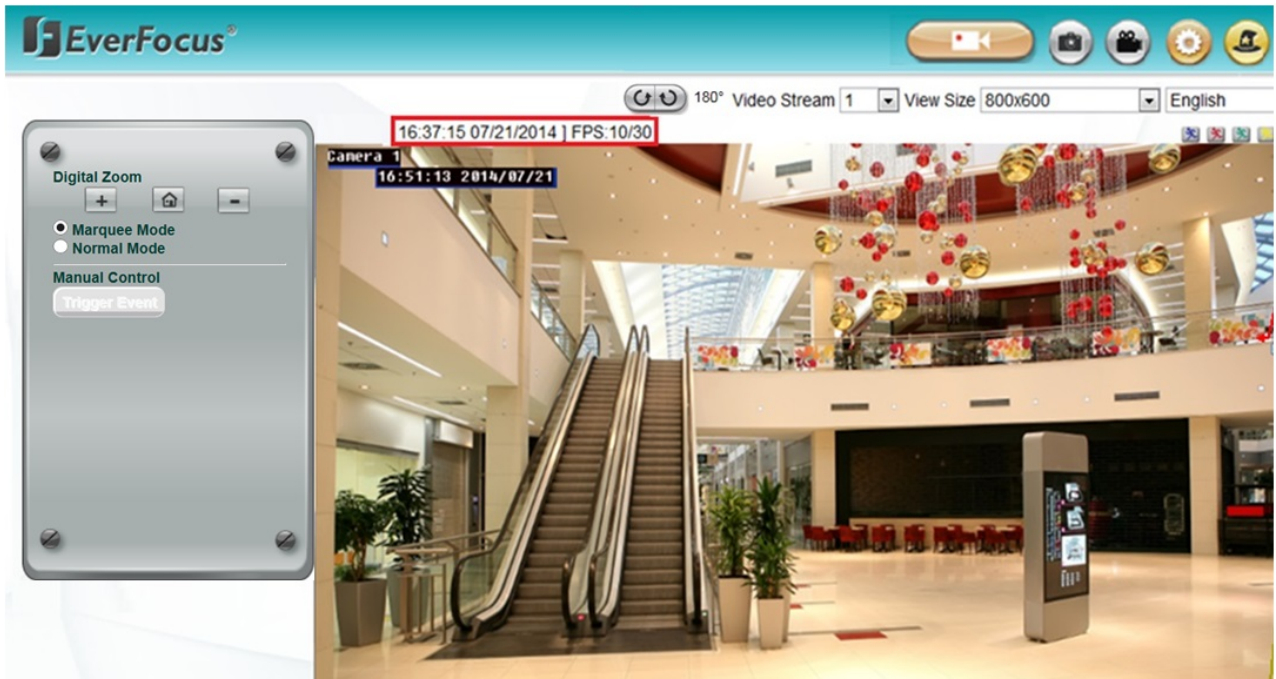 EverFocus®
180° Video Stream 1 View Size 800x600 English
16:37:15 07/21/2014 ] FPS:10/30
Camera 1
16:51:13 2014/07/21
Digital Zoom
+ -
Marquee Mode
Normal Mode
Manual Control
Trigger Event